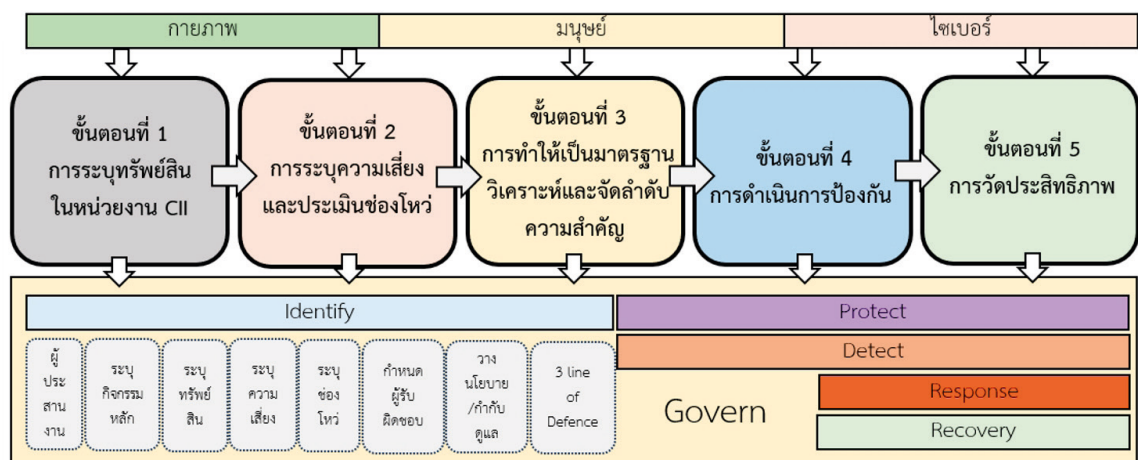 กายภาพ
มนุษย์
ไซเบอร์
ขั้นตอนที่ 1
การระบุทรัพย์สิน
ในหน่วยงาน CII
ขั้นตอนที่ 2
การระบุความเสี่ยง
และประเมินช่องโหว่
ขั้นตอนที่ 3
การทำให้เป็นมาตรฐาน
วิเคราะห์และจัดลำดับ
ความสำคัญ
ขั้นตอนที่ 4
การดำเนินการป้องกัน
ขั้นตอนที่ 5
การวัดประสิทธิภาพ
Identify
ผู้
ประ
สาน
งาน
ระบุ
กิจกรรม
หลัก
ระบุ
ทรัพย์
สิน
ระบุ
ความ
เสี่ยง
ระบุ
ช่อง
โหว่
กำหนด
ผู้รับ
ผิดชอบ
วาง
นโยบาย
/กำกับ
ดูแล
3 line
of
Defence
Protect
Detect
Govern
Response
Recovery